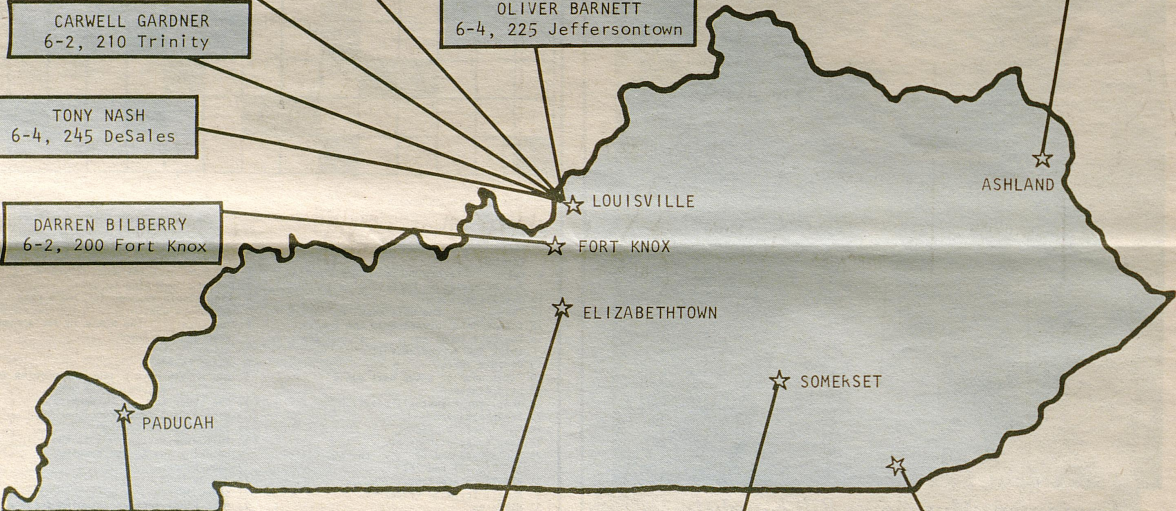 CARWELL GARDNER
6-2, 210 Trinity
OLIVER BARNETT
6-4, 225 Jeffersontown
TONY NASH
6-4, 245 DeSales
DARREN BILBERRY
6-2, 200 Fort Knox
ASHLAND
LOUISVILLE
FORT KNOX
ELIZABETHTOWN
SOMERSET
PADUCAH